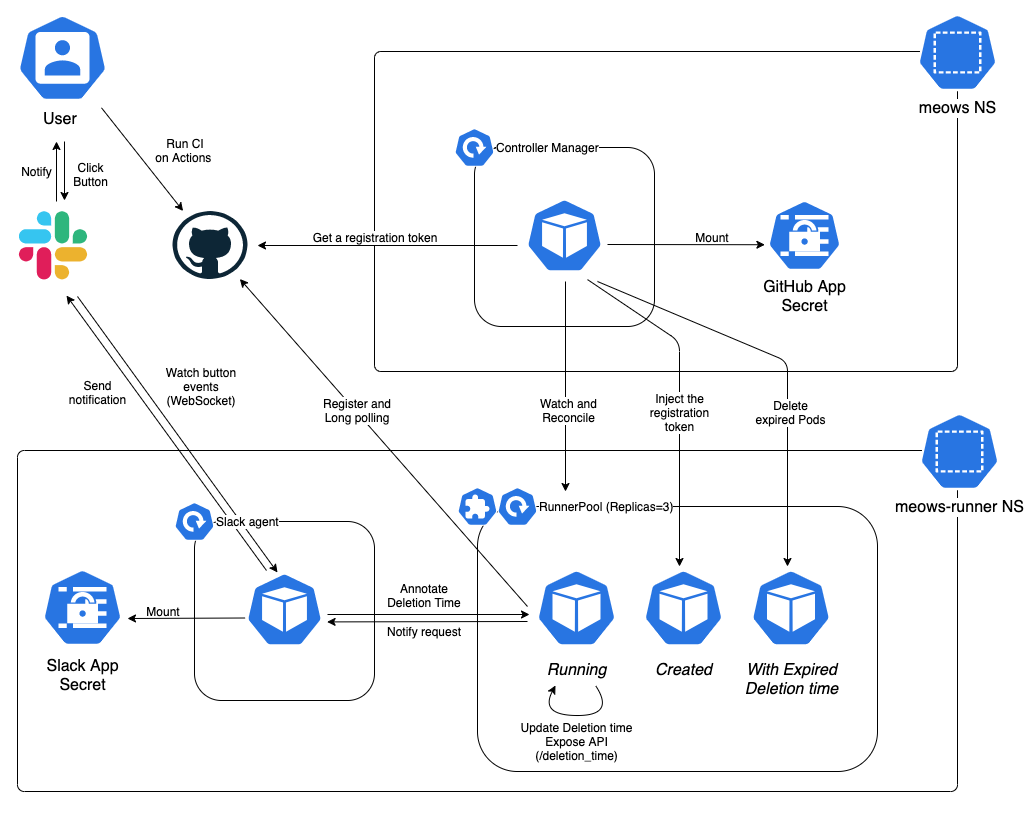 User
meows NS
Run CI
on Actions
Controller Manager
Notify
Click
Button
Get a registration token
Mount
GitHub App
Secret
Send
notification
Watch button
events
(WebSocket)
Register and
Long polling
Watch and
Reconcile
Inject the
registration
token
Delete
expired Pods
meows-runner NS
RunnerPool (Replicas=3)
Slack agent
Mount
Annotate
Deletion Time
Notify request
Slack App
Secret
Running
Created
With Expired
Deletion time
Update Deletion time
Expose API
(/deletion_time)